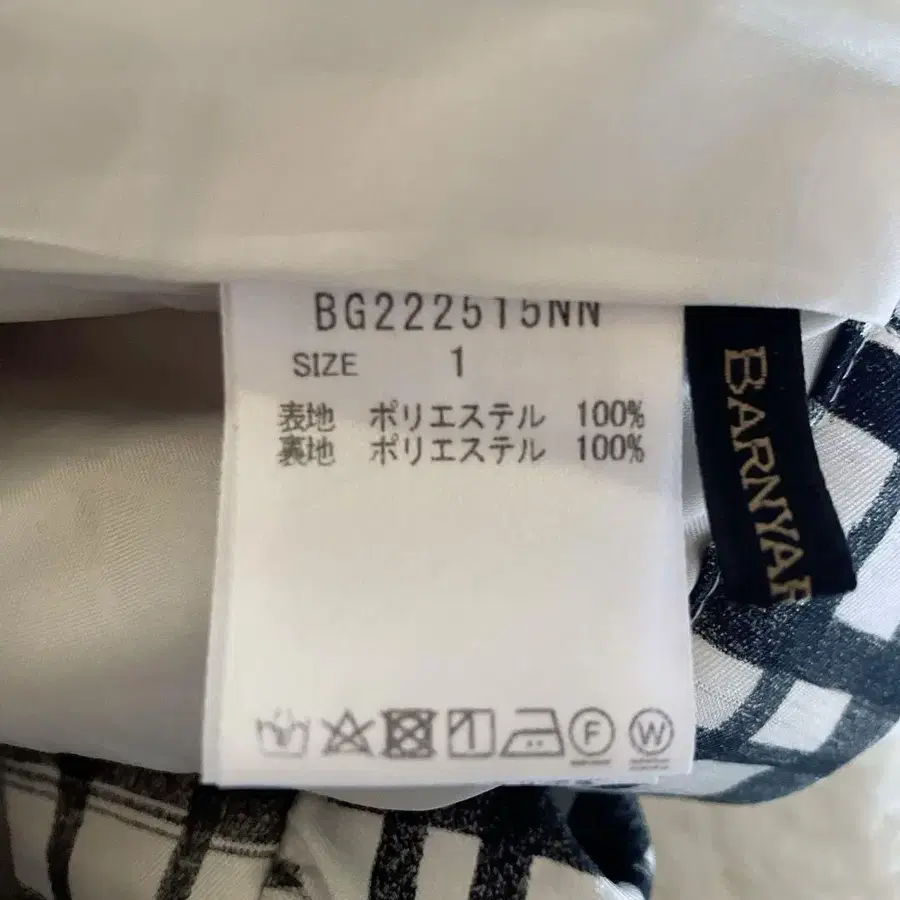 BG222515NN
SIZE 1
表地 ポリエステル 100%
裏地 ポリエステル 100%
BARNYAR
F
W